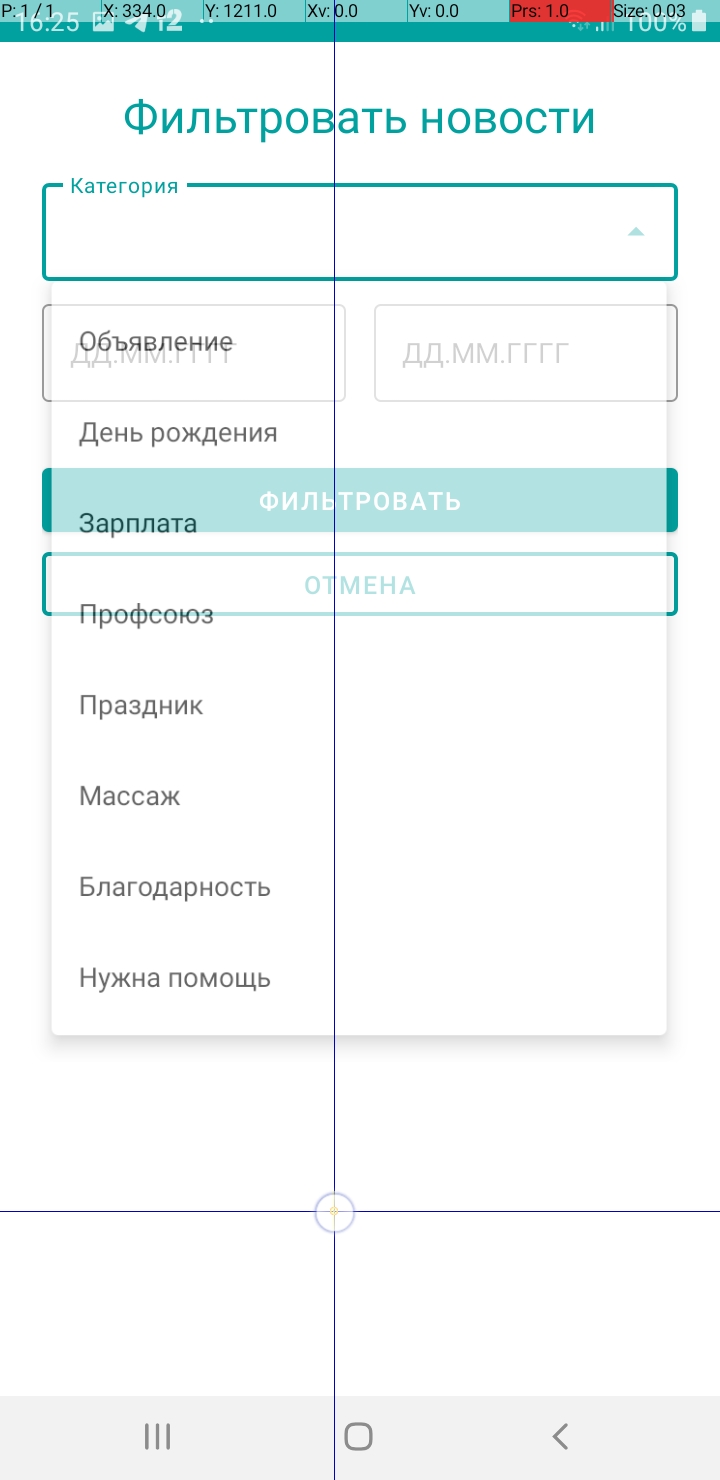 P: 1 / 1 X: 334.0 Y: 1211.0 Xv: 0.0 Yv: 0.0 Prs: 1.0 Size: 0.03
16:25 100%
Фильтровать новости
Категория
Объявление
ДД.ММ.ГГГГ ДД.ММ.ГГГГ
День рождения
ФИЛЬТРОВАТЬ
Зарплата
ОТМЕНА
Профсоюз
Праздник
Массаж
Благодарность
Нужна помощь